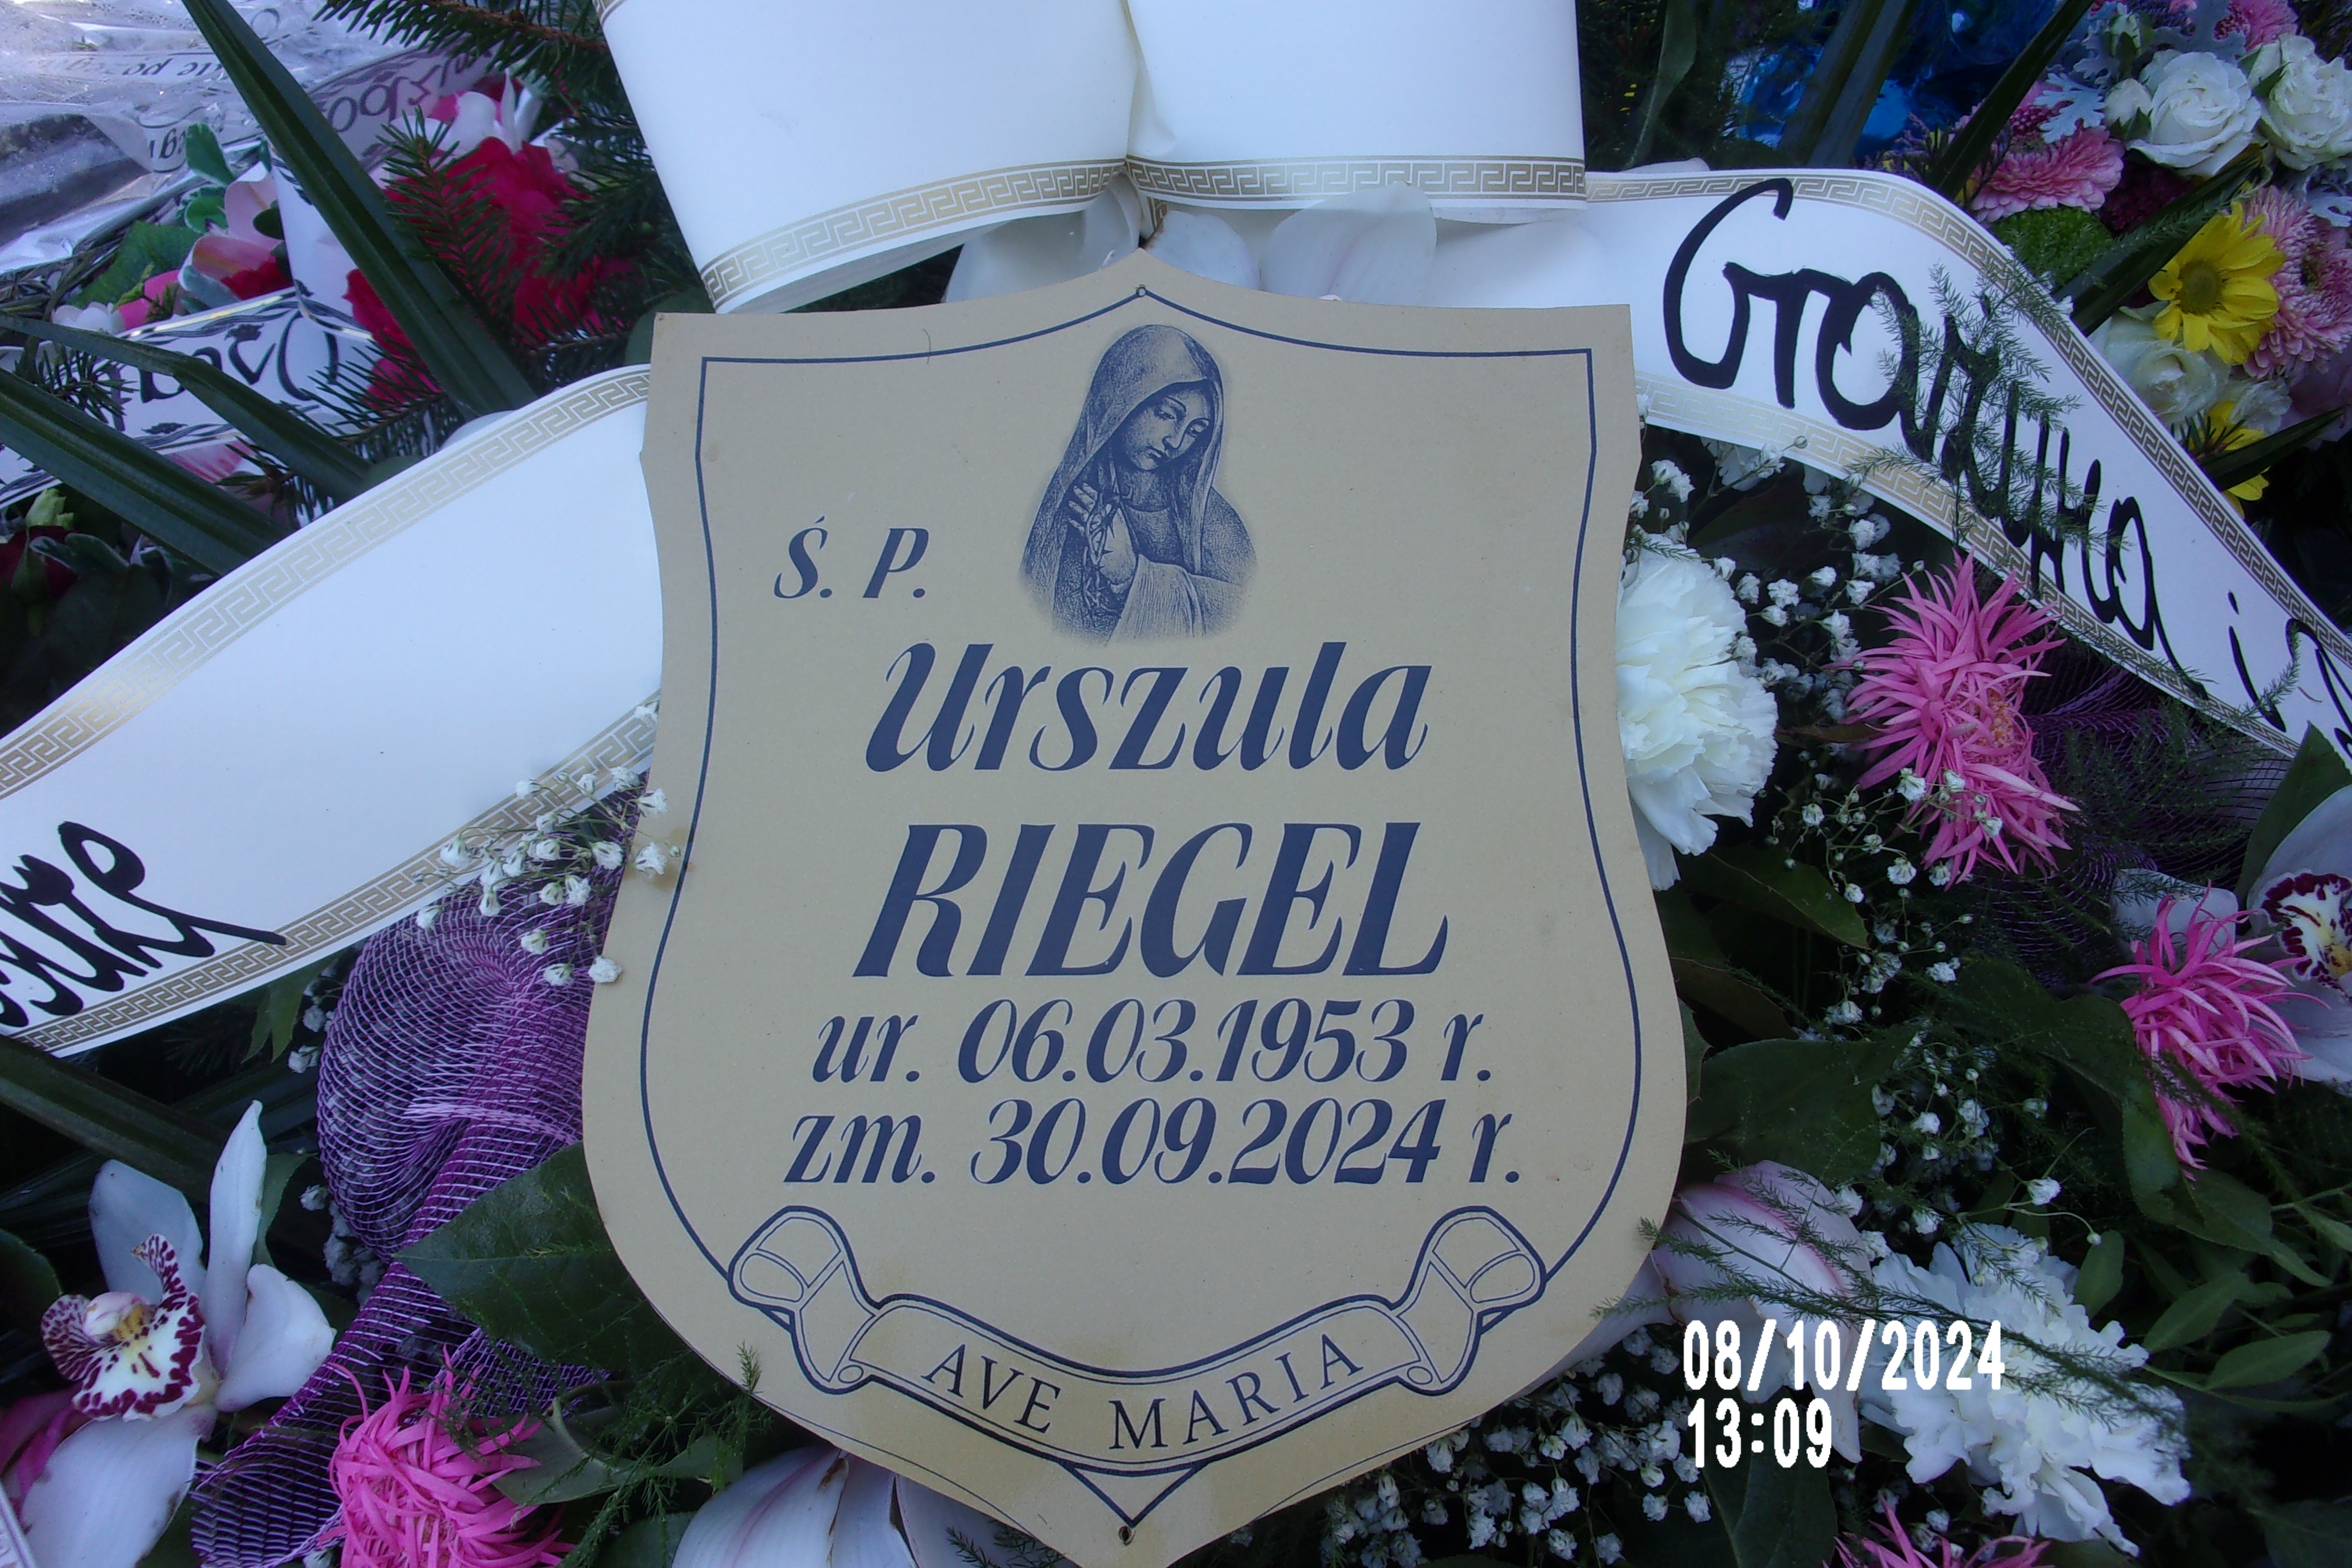 Grażyna i
Ś. P.
Urszula
RIEGEL
ur. 06.03.1953 r.
zm. 30.09.2024 r.
AVE MARIA
08/10/2024
13:09